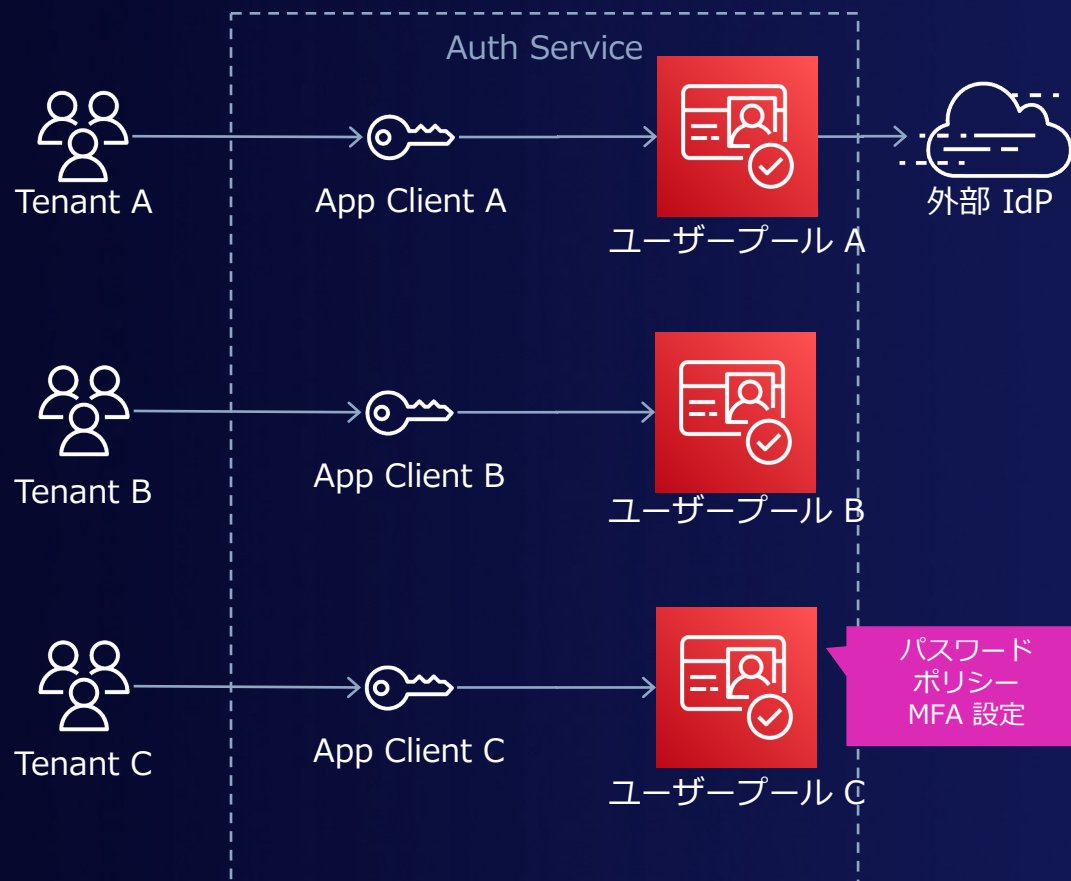 Auth Service
Tenant A
App Client A
ユーザープール A
外部 IdP
Tenant B
App Client B
ユーザープール B
Tenant C
App Client C
ユーザープール C
パスワード
ポリシー
MFA 設定